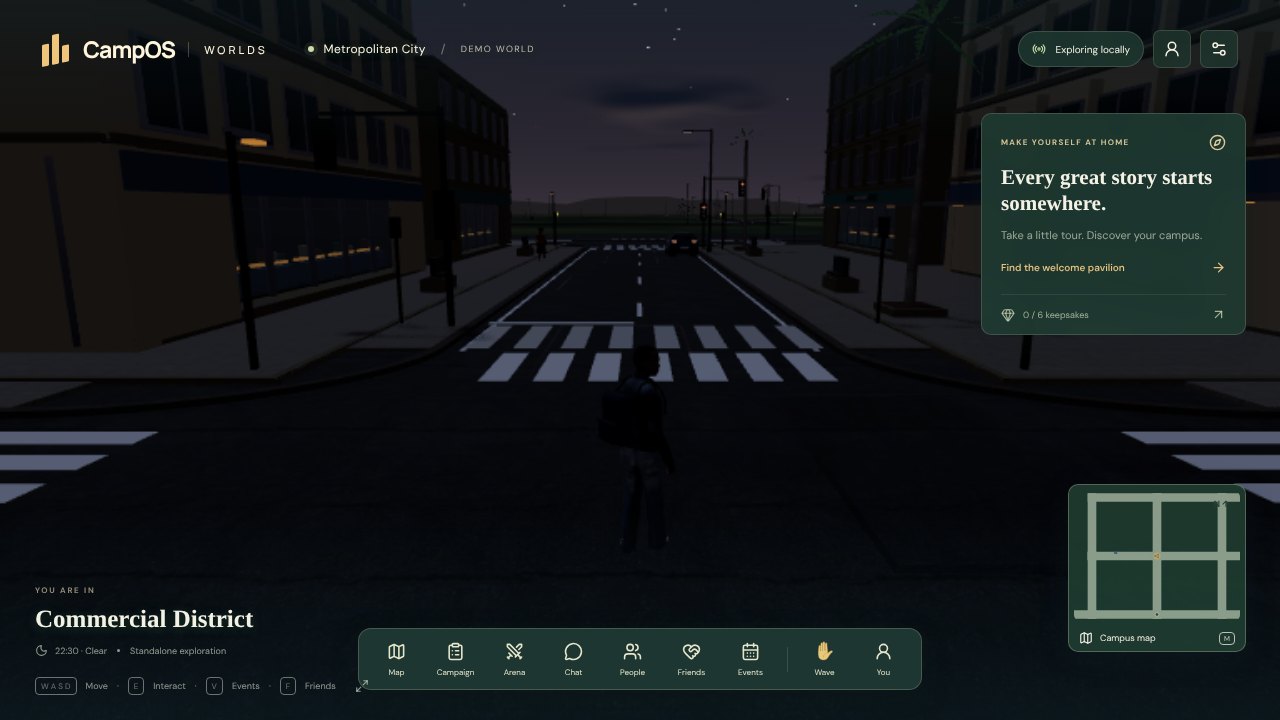 CampOS
WORLDS
Metropolitan City / DEMO WORLD
Exploring locally
MAKE YOURSELF AT HOME
Every great story starts
somewhere.
Take a little tour. Discover your campus.
Find the welcome pavilion
0 / 6 keepsakes
YOU ARE IN
Commercial District
22:30 · Clear • Standalone exploration
WASD Move · E Interact · V Events · F Friends
Map Campaign Arena Chat People Friends Events Wave You
Campus map M